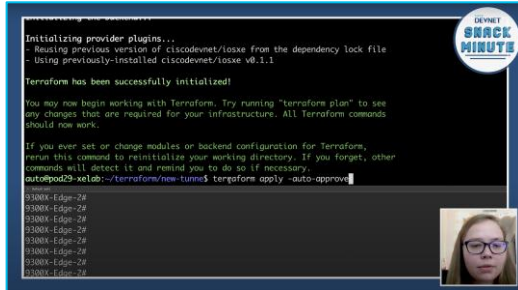 Initializing the backend...
DEVNET
SNACK
MINUTE
Initializing provider plugins...
- Reusing previous version of ciscodevnet/iosxe from the dependency lock file
- Using previously-installed ciscodevnet/iosxe v0.1.1
Terraform has been successfully initialized!
You may now begin working with Terraform. Try running "terraform plan" to see
any changes that are required for your infrastructure. All Terraform commands
should now work.
If you ever set or change modules or backend configuration for Terraform,
rerun this command to reinitialize your working directory. If you forget, other
commands will detect it and remind you to do so if necessary.
auto@pod29-xelab:~/terraform/new-tunne$ terraform apply -auto-approve
9300X-Edge-2#
9300X-Edge-2#
9300X-Edge-2#
9300X-Edge-2#
9300X-Edge-2#
9300X-Edge-2#
9300X-Edge-2#